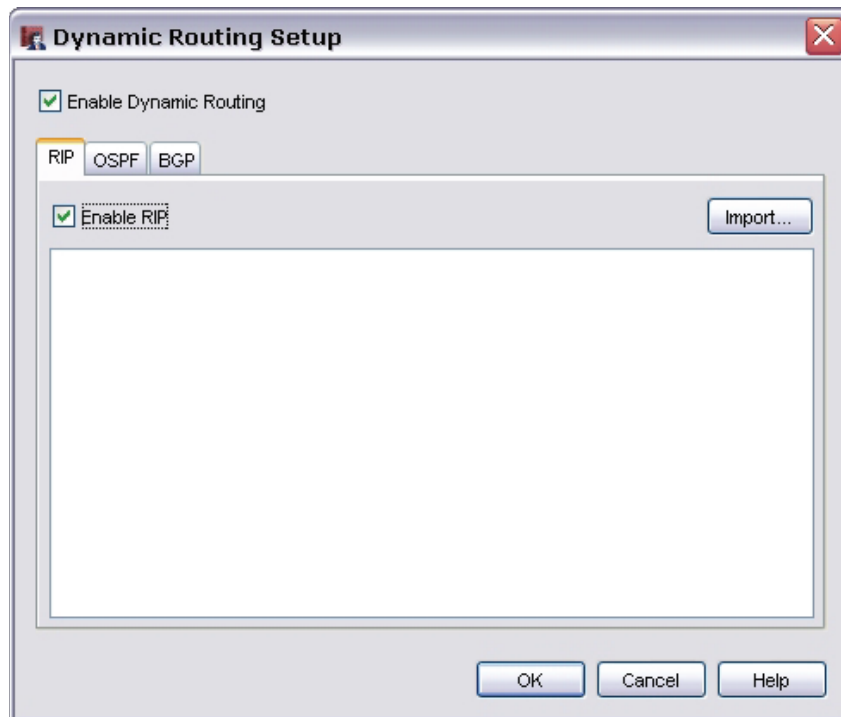 Dynamic Routing Setup
Enable Dynamic Routing
RIP OSPF BGP
Enable RIP Import...
OK Cancel Help